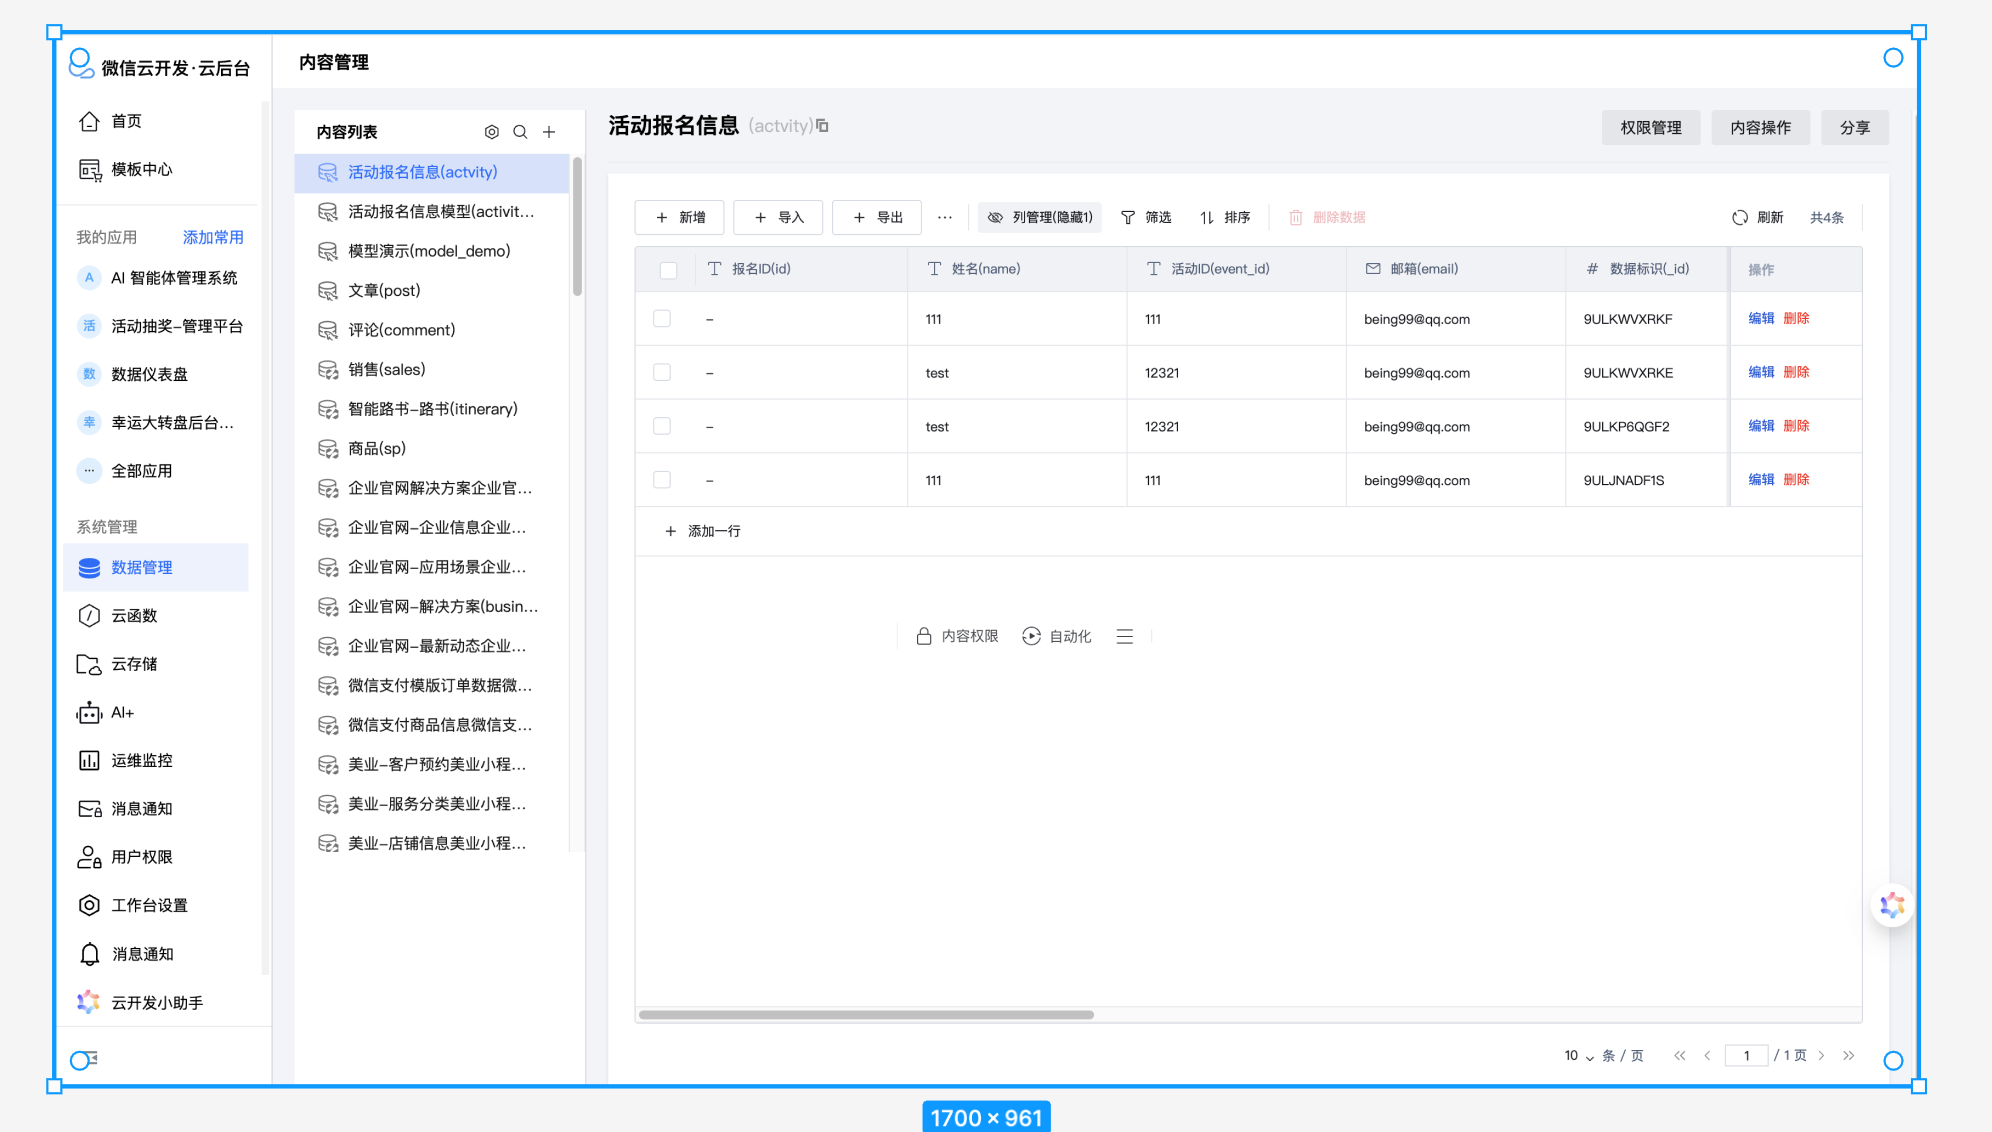 微信云开发·云后台
首页
模板中心
我的应用 添加常用
A AI 智能体管理系统
活 活动抽奖-管理平台
数 数据仪表盘
幸 幸运大转盘后台...
全部应用
系统管理
数据管理
云函数
云存储
AI+
运维监控
消息通知
用户权限
工作台设置
消息通知
云开发小助手
内容管理
内容列表
活动报名信息(actvity)
活动报名信息模型(activit...
模型演示(model_demo)
文章(post)
评论(comment)
销售(sales)
智能路书-路书(itinerary)
商品(sp)
企业官网解决方案企业官...
企业官网-企业信息企业...
企业官网-应用场景企业...
企业官网-解决方案(busin...
企业官网-最新动态企业...
微信支付模版订单数据微...
微信支付商品信息微信支...
美业-客户预约美业小程...
美业-服务分类美业小程...
美业-店铺信息美业小程...
活动报名信息 (actvity)
权限管理 内容操作 分享
+ 新增 + 导入 + 导出 ... 列管理(隐藏1) 筛选 排序 删除数据 刷新 共4条
报名ID(id) 姓名(name) 活动ID(event_id) 邮箱(email) # 数据标识(_id) 操作
– 111 111 being99@qq.com 9ULKWVXRKF 编辑 删除
– test 12321 being99@qq.com 9ULKWVXRKE 编辑 删除
– test 12321 being99@qq.com 9ULKP6QGF2 编辑 删除
– 111 111 being99@qq.com 9ULJNADF1S 编辑 删除
+ 添加一行
内容权限 自动化
10 条 / 页 1 / 1 页
1700 × 961